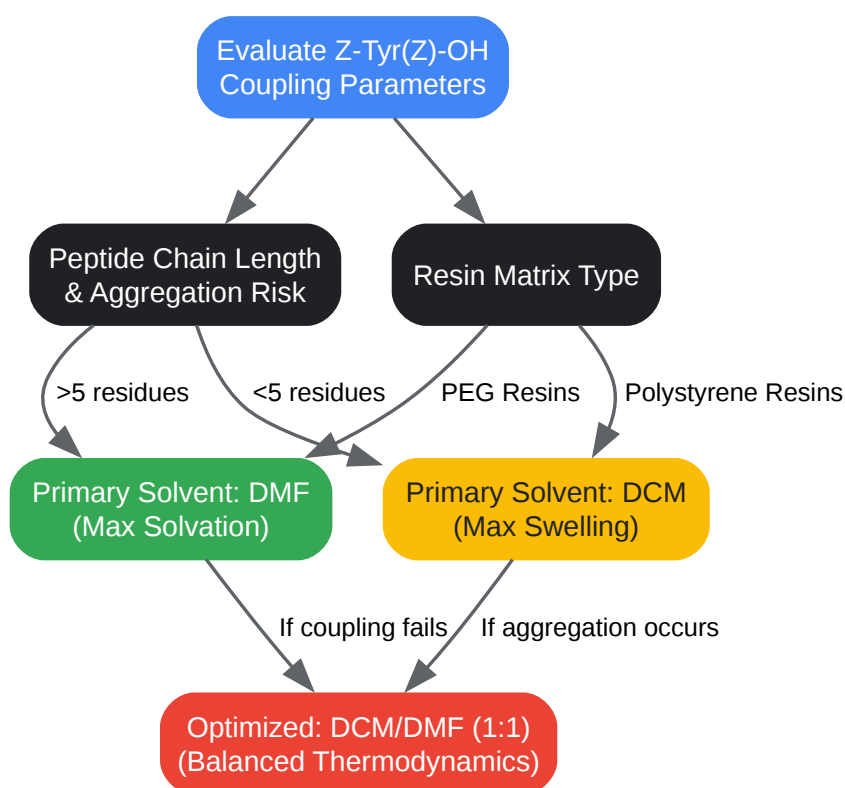 Evaluate Z-Tyr(Z)-OH
Coupling Parameters
Peptide Chain Length
& Aggregation Risk
Resin Matrix Type
>5 residues
<5 residues
PEG Resins
Polystyrene Resins
Primary Solvent: DMF
(Max Solvation)
Primary Solvent: DCM
(Max Swelling)
If coupling fails
If aggregation occurs
Optimized: DCM/DMF (1:1)
(Balanced Thermodynamics)